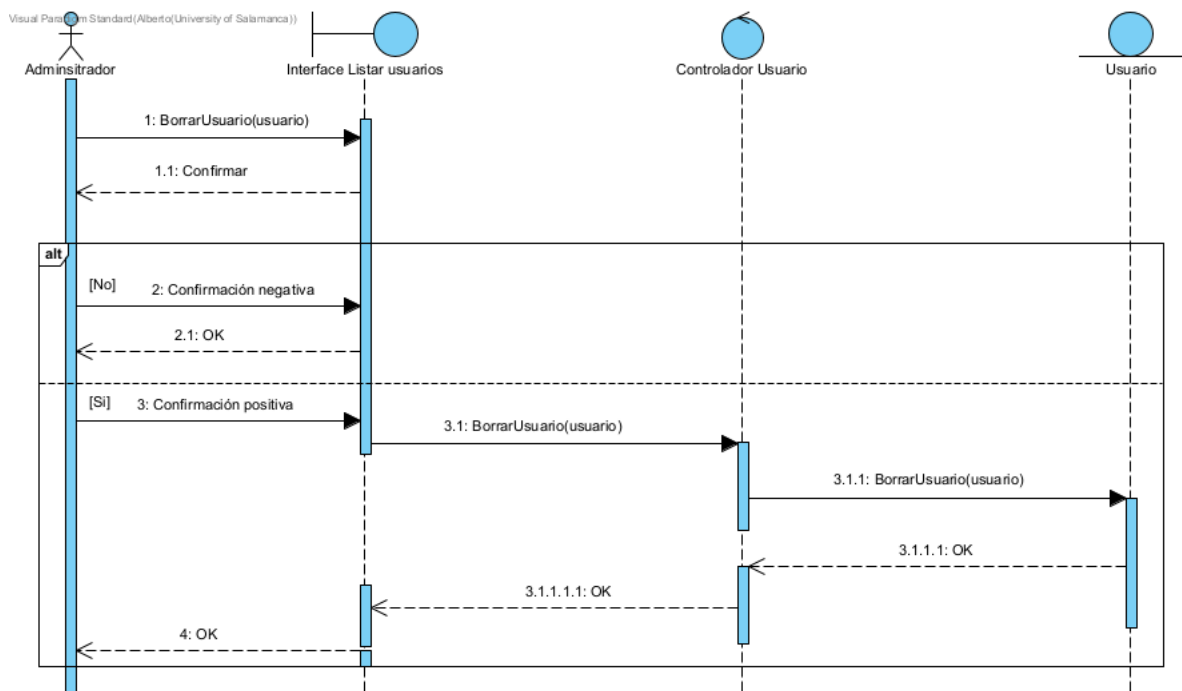 Visual Paradigm Standard(Alberto(University of Salamanca))
Adminsitrador
Interface Listar usuarios
Controlador Usuario
Usuario
1: BorrarUsuario(usuario)
1.1: Confirmar
alt
[No]
2: Confirmación negativa
2.1: OK
[Si]
3: Confirmación positiva
3.1: BorrarUsuario(usuario)
3.1.1: BorrarUsuario(usuario)
3.1.1.1: OK
3.1.1.1.1: OK
4: OK